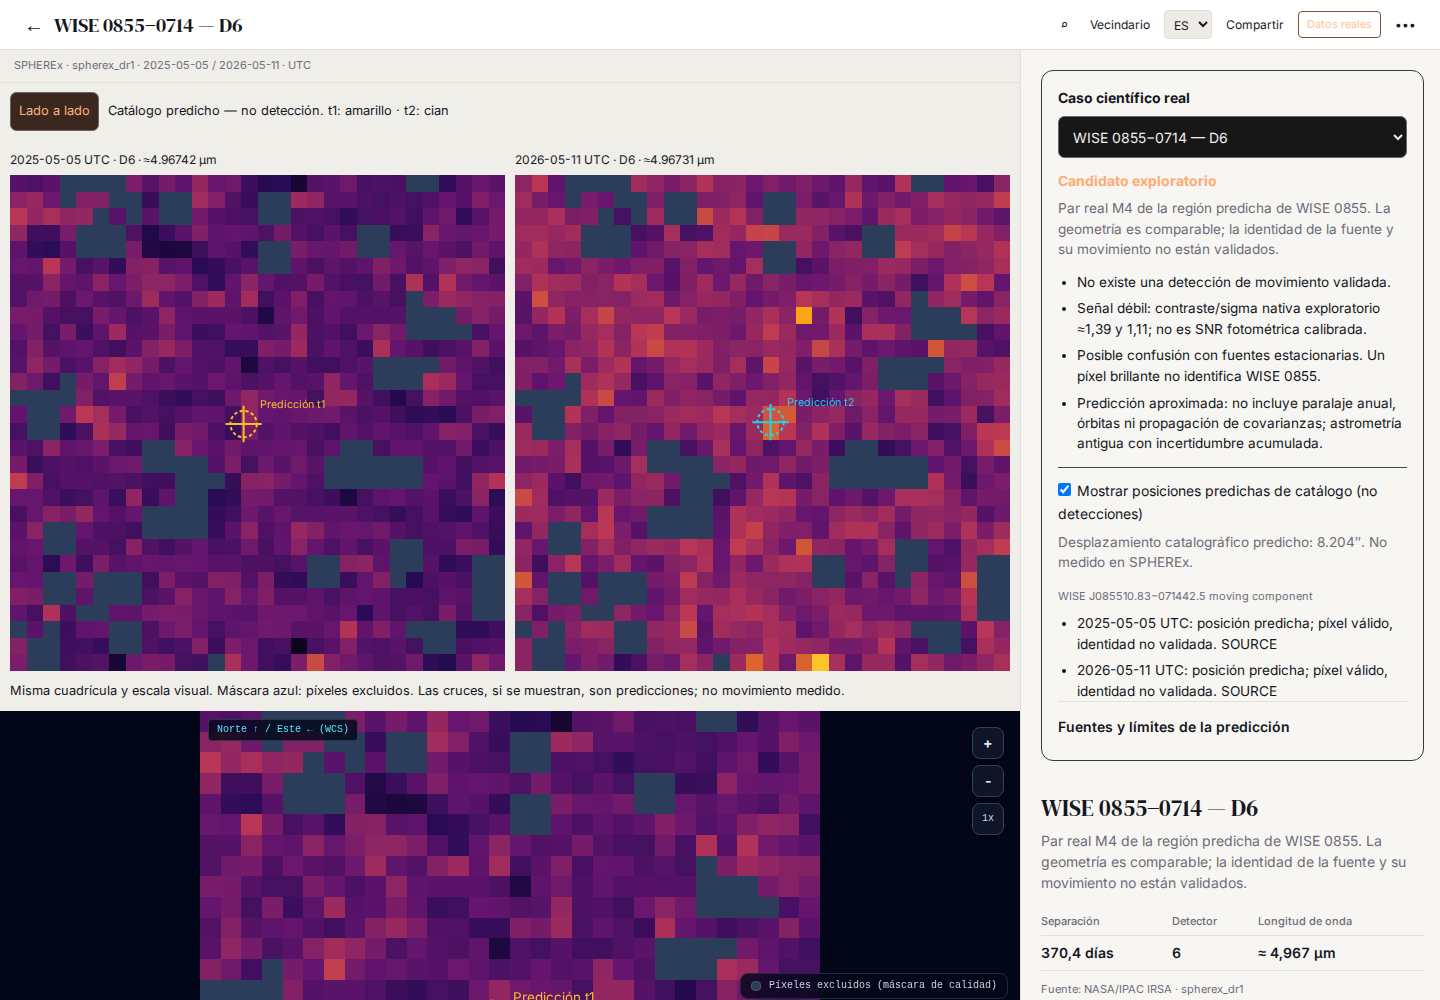 ← WISE 0855–0714 — D6
Vecindario ES Compartir Datos reales •••
SPHEREx · spherex_dr1 · 2025-05-05 / 2026-05-11 · UTC
Lado a lado Catálogo predicho — no detección. t1: amarillo · t2: cian
2025-05-05 UTC · D6 · ≈4.96742 µm
2026-05-11 UTC · D6 · ≈4.96731 µm
Predicción t1
Predicción t2
Misma cuadrícula y escala visual. Máscara azul: píxeles excluidos. Las cruces, si se muestran, son predicciones; no movimiento medido.
Norte ↑ / Este ← (WCS)
+
-
1x
Predicción t1
Píxeles excluidos (máscara de calidad)
Caso científico real
WISE 0855–0714 — D6
Candidato exploratorio
Par real M4 de la región predicha de WISE 0855. La
geometría es comparable; la identidad de la fuente y
su movimiento no están validados.
• No existe una detección de movimiento validada.
• Señal débil: contraste/sigma nativa exploratorio
≈1,39 y 1,11; no es SNR fotométrica calibrada.
• Posible confusión con fuentes estacionarias. Un
píxel brillante no identifica WISE 0855.
• Predicción aproximada: no incluye paralaje anual,
órbitas ni propagación de covarianzas; astrometría
antigua con incertidumbre acumulada.
Mostrar posiciones predichas de catálogo (no
detecciones)
Desplazamiento catalográfico predicho: 8.204″. No
medido en SPHEREx.
WISE J085510.83−071442.5 moving component
• 2025-05-05 UTC: posición predicha; píxel válido,
identidad no validada. SOURCE
• 2026-05-11 UTC: posición predicha; píxel válido,
identidad no validada. SOURCE
Fuentes y límites de la predicción
WISE 0855–0714 — D6
Par real M4 de la región predicha de WISE 0855. La
geometría es comparable; la identidad de la fuente y su
movimiento no están validados.
Separación Detector Longitud de onda
370,4 días 6 ≈ 4,967 µm
Fuente: NASA/IPAC IRSA · spherex_dr1